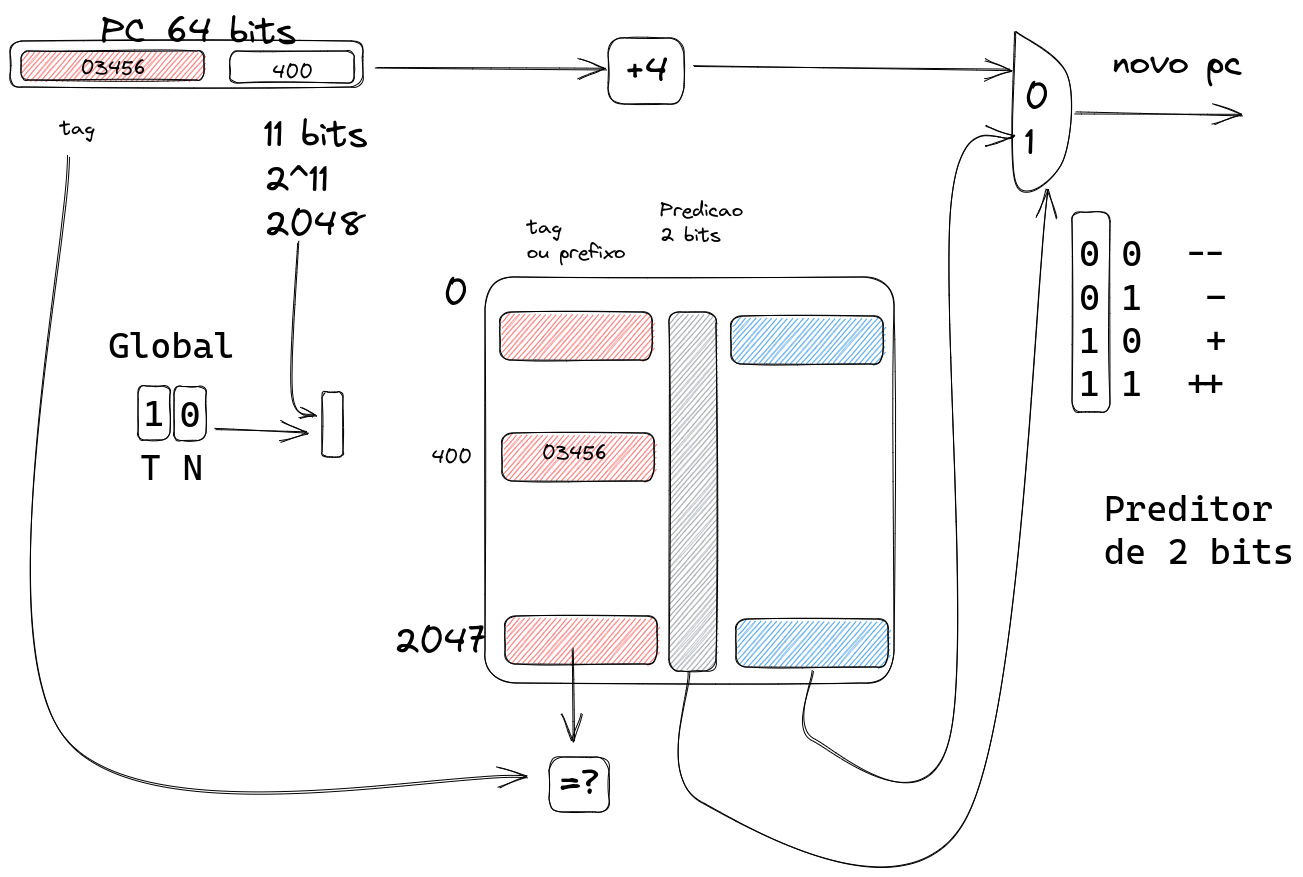 PC 64 bits
03456
400
+4
novo pc
0
1
tag
11 bits
2^11
2048
Predicao
2 bits
tag
ou prefixo
0
0 0 --
0 1 -
1 0 +
1 1 ++
Global
1 0
T N
400
03456
Preditor
de 2 bits
2047
=?